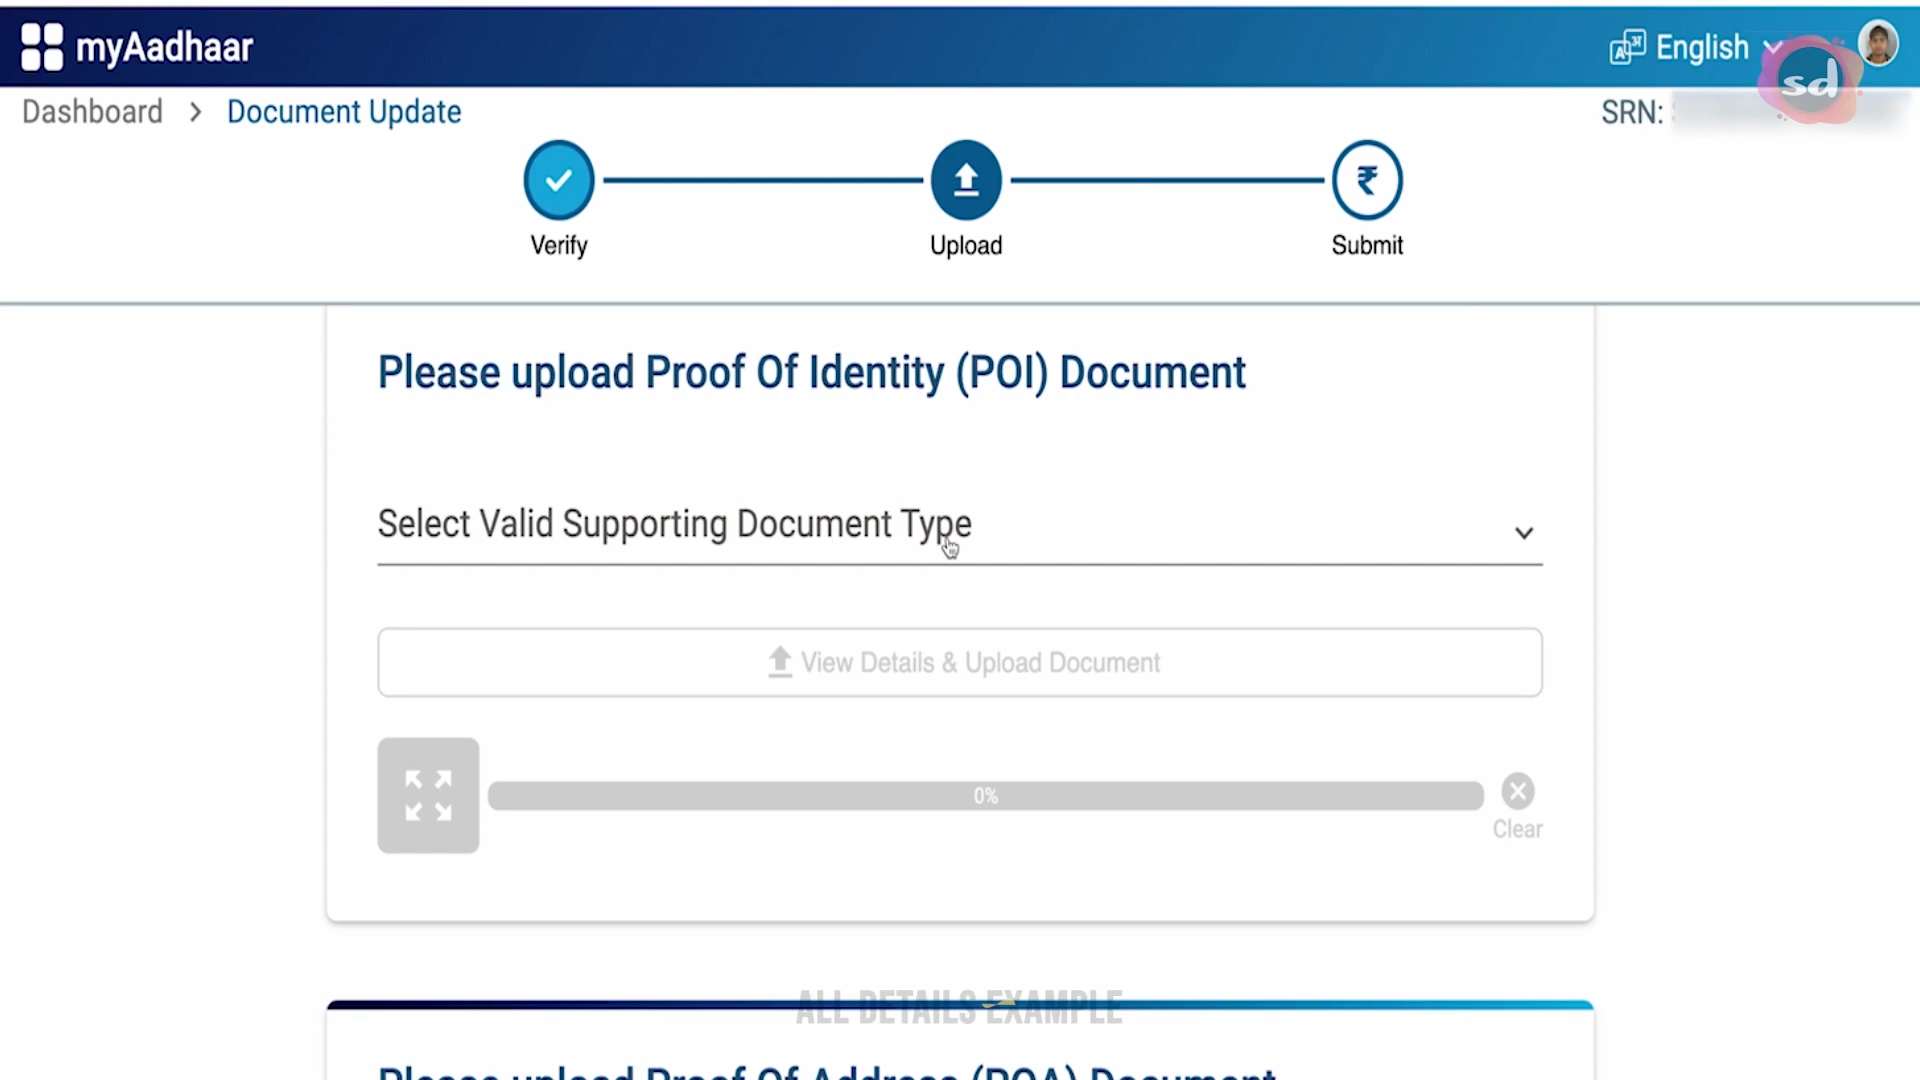 myAadhaar
English
sd
Dashboard > Document Update
SRN:
Verify
Upload
₹
Submit
Please upload Proof Of Identity (POI) Document
Select Valid Supporting Document Type
View Details & Upload Document
0%
Clear
ALL DETAILS EXAMPLE
Please upload Proof Of Address (POA) Document